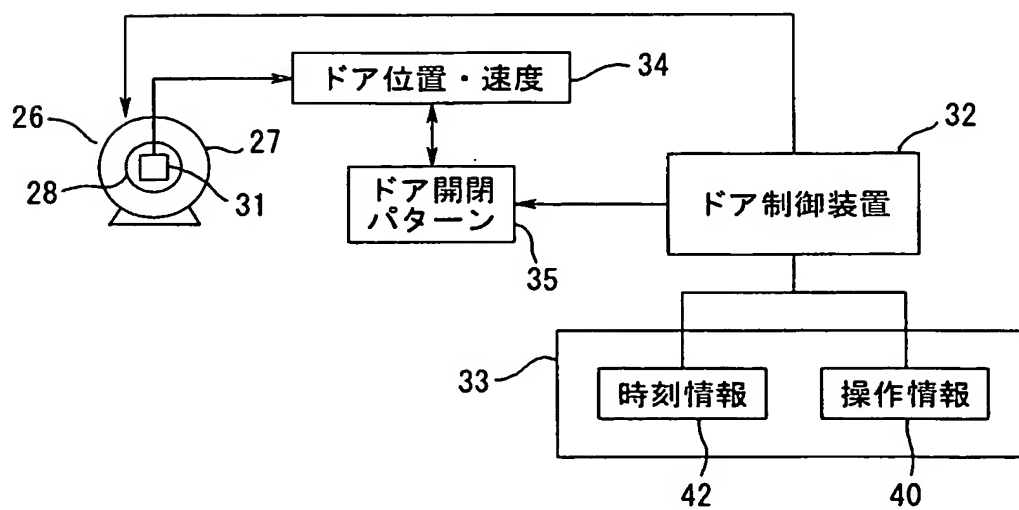 ドア位置・速度
34
26
27
28
31
ドア開閉
パターン
35
32
ドア制御装置
33
時刻情報
操作情報
42
40